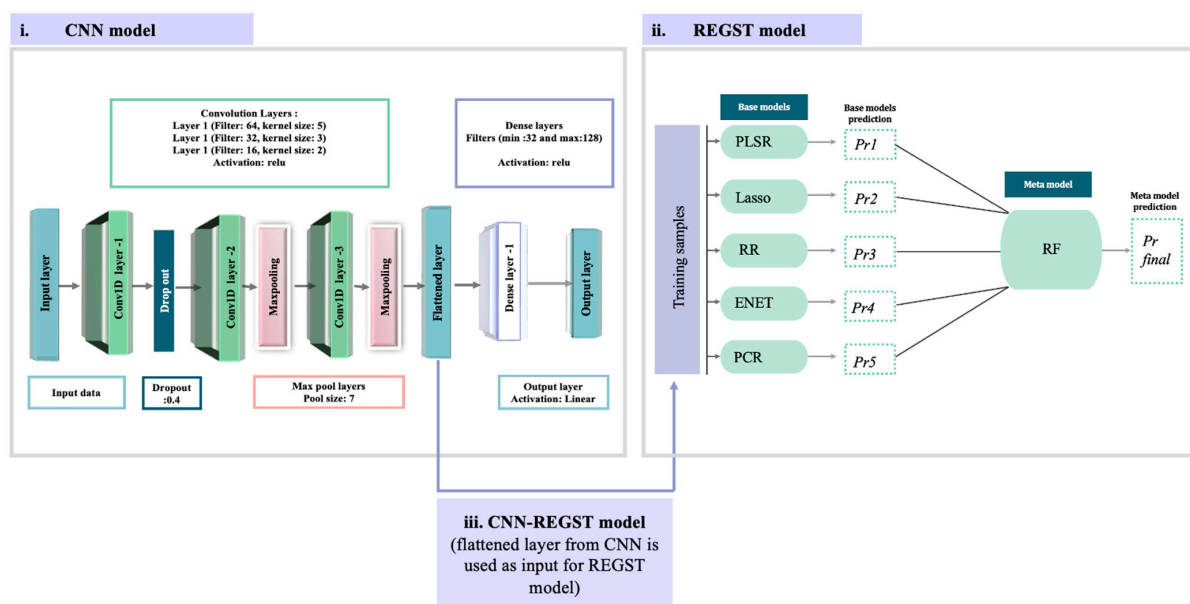 i. CNN model
Convolution Layers :
Layer 1 (Filter: 64, kernel size: 5)
Layer 1 (Filter: 32, kernel size: 3)
Layer 1 (Filter: 16, kernel size: 2)
Activation: relu
Dense layers
Filters (min :32 and max:128)
Activation: relu
Input layer
Conv1D layer -1
Drop out
Conv1D layer -2
Maxpooling
Conv1D layer -3
Maxpooling
Flattened layer
Dense layer -1
Output layer
Input data
Dropout
:0.4
Max pool layers
Pool size: 7
Output layer
Activation: Linear
ii. REGST model
Training samples
Base models
PLSR
Lasso
RR
ENET
PCR
Base models
prediction
Pr1
Pr2
Pr3
Pr4
Pr5
Meta model
RF
Meta model
prediction
Pr
final
iii. CNN-REGST model
(flattened layer from CNN is
used as input for REGST
model)